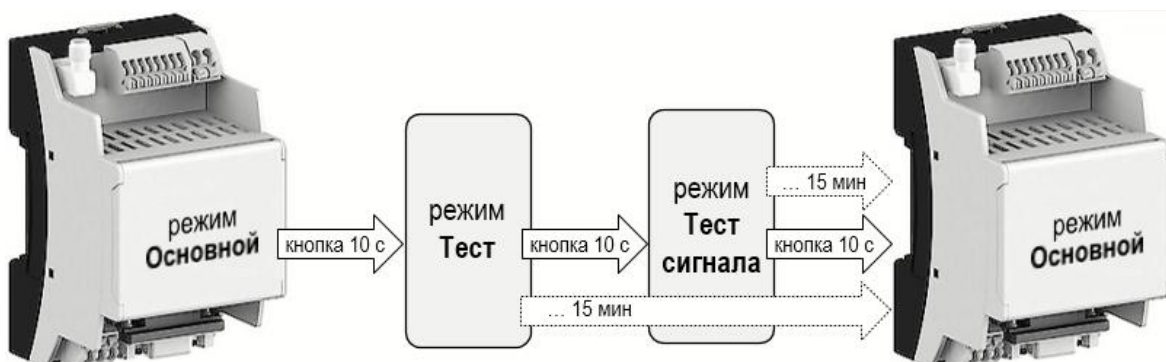 режим
Основной
кнопка 10 с
режим
Тест
кнопка 10 с
... 15 мин
режим
Тест
сигнала
... 15 мин
кнопка 10 с
режим
Основной